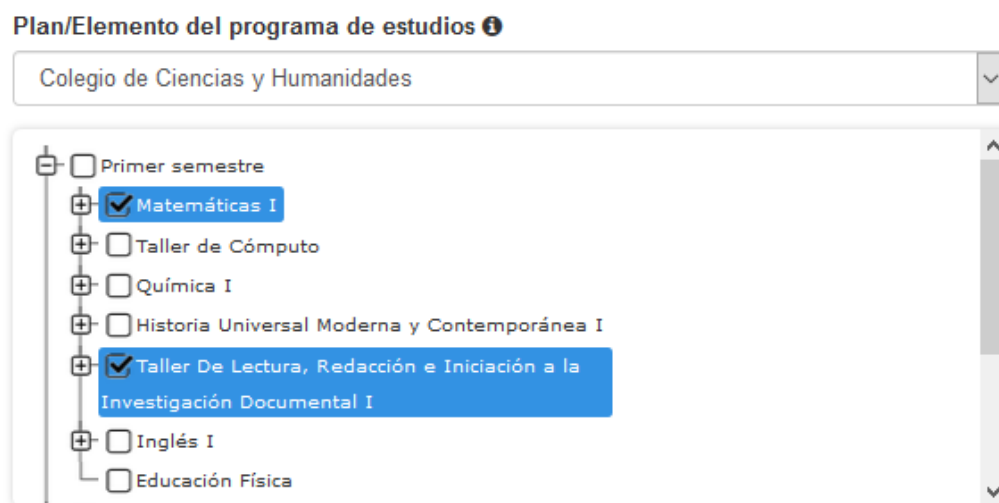 Plan/Elemento del programa de estudios
Colegio de Ciencias y Humanidades
Primer semestre
Matemáticas I
Taller de Cómputo
Química I
Historia Universal Moderna y Contemporánea I
Taller De Lectura, Redacción e Iniciación a la
Investigación Documental I
Inglés I
Educación Física